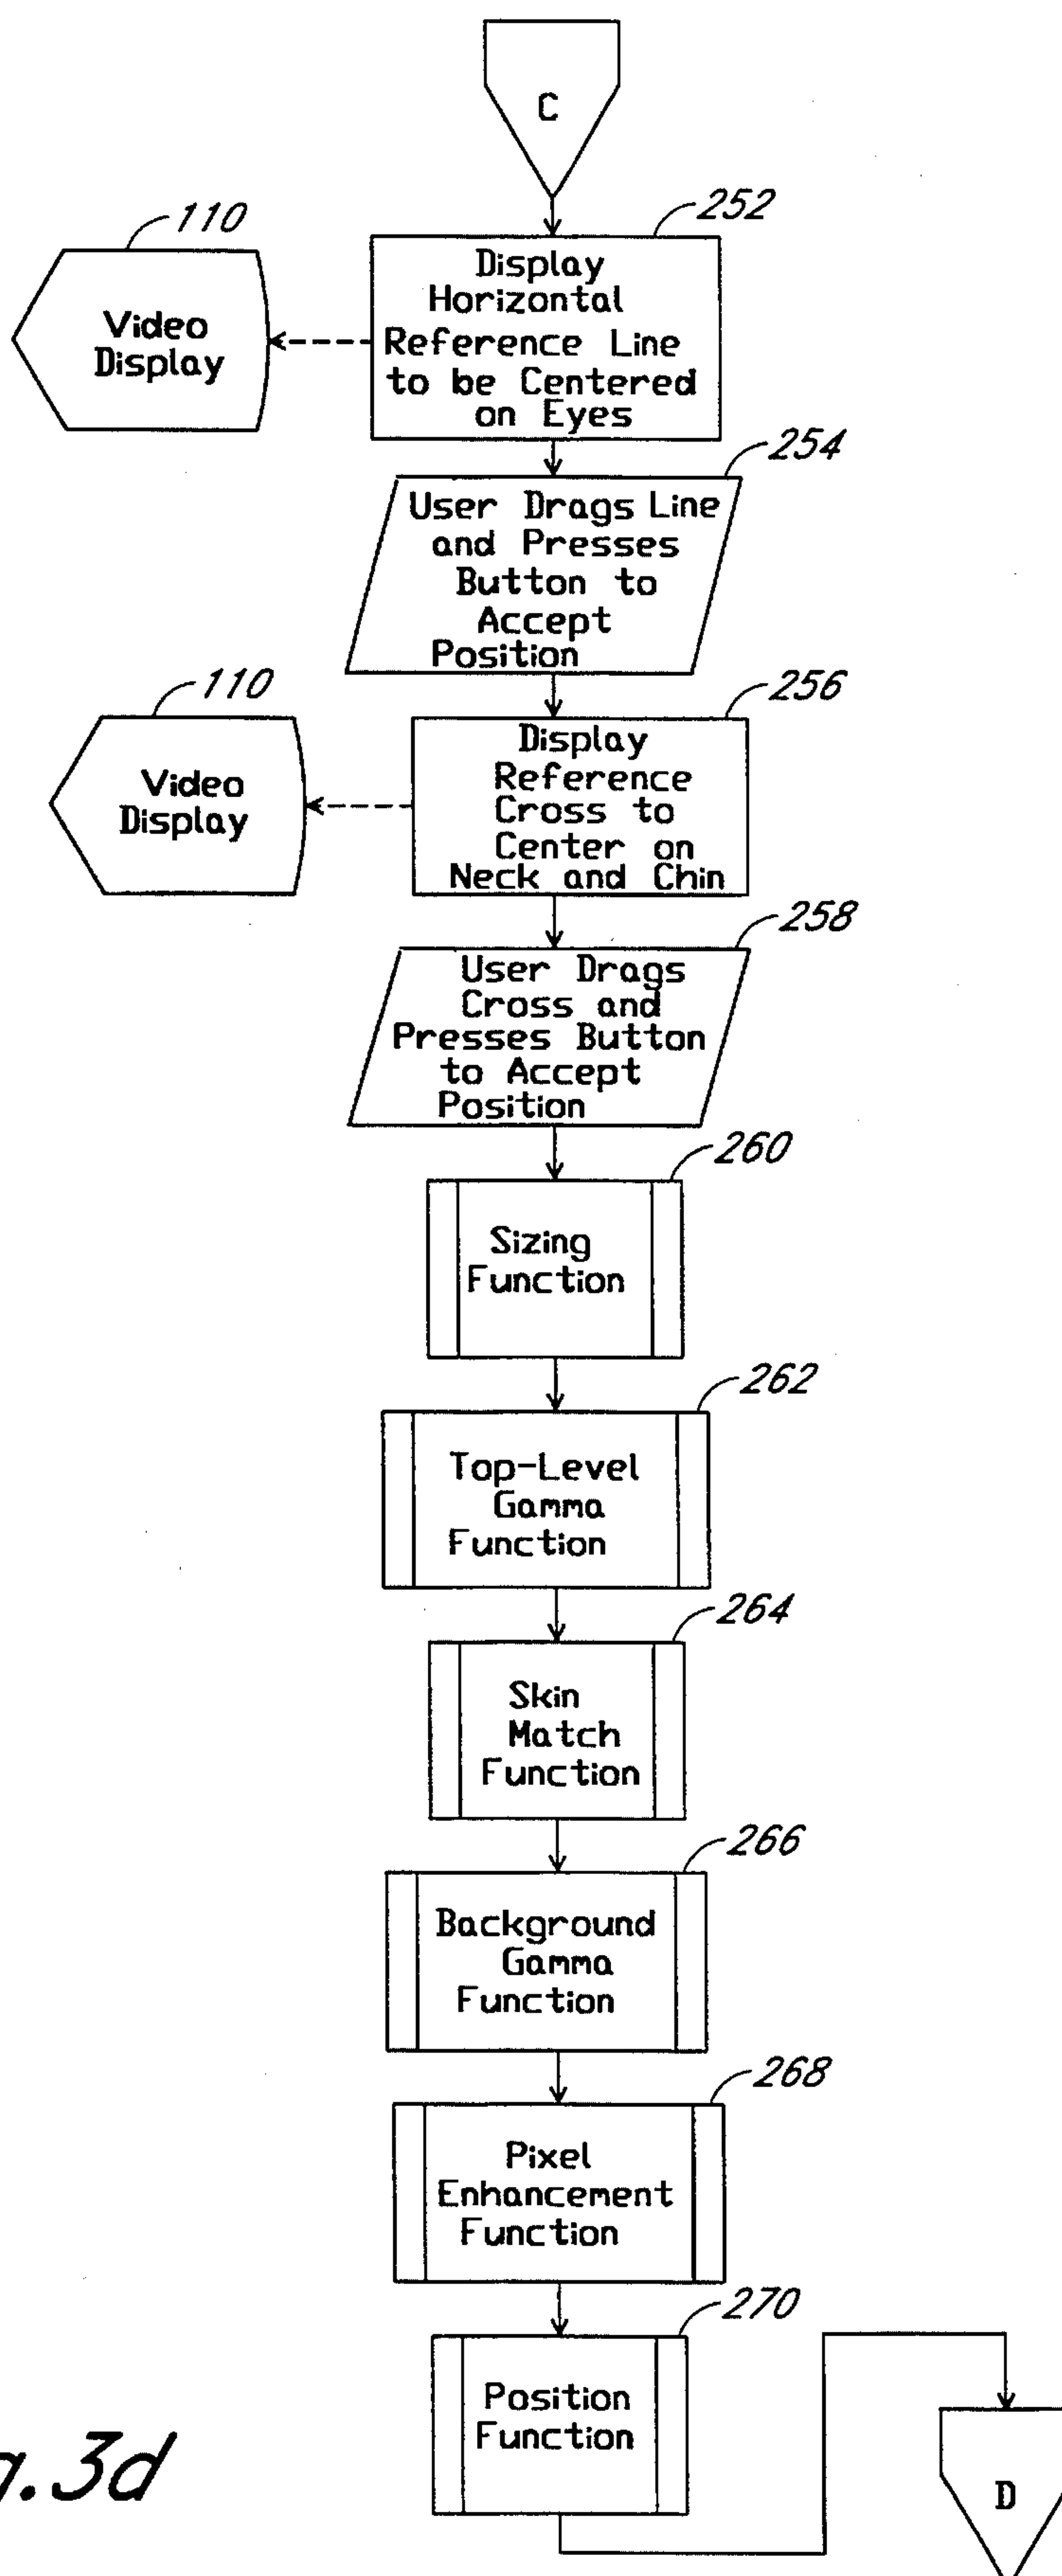 C
252
110
Display
Horizontal
Reference Line
to be Centered
on Eyes
Video
Display
254
User Drags Line
and Presses
Button to
Accept
Position
110
256
Display
Reference
Cross to
Center on
Neck and Chin
Video
Display
258
User Drags
Cross and
Presses Button
to Accept
Position
260
Sizing
Function
262
Top-Level
Gamma
Function
264
Skin
Match
Function
266
Background
Gamma
Function
268
Pixel
Enhancement
Function
270
Position
Function
D
g. 3d